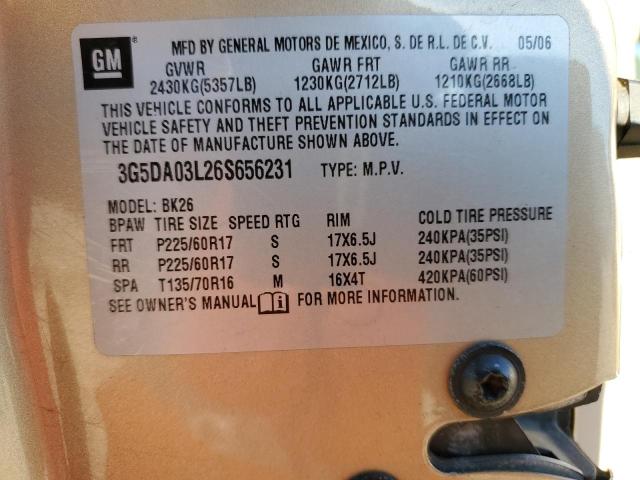 GM
MFD BY GENERAL MOTORS DE MEXICO, S. DE R.L. DE C.V. 05/06
GVWR GAWR FRT GAWR RR
2430KG(5357LB) 1230KG(2712LB) 1210KG(2668LB)
THIS VEHICLE CONFORMS TO ALL APPLICABLE U.S. FEDERAL MOTOR
VEHICLE SAFETY AND THEFT PREVENTION STANDARDS IN EFFECT ON
THE DATE OF MANUFACTURE SHOWN ABOVE.
3G5DA03L26S656231 TYPE: M.P.V.
MODEL: BK26
BPAW TIRE SIZE SPEED RTG RIM COLD TIRE PRESSURE
FRT P225/60R17 S 17X6.5J 240KPA(35PSI)
RR P225/60R17 S 17X6.5J 240KPA(35PSI)
SPA T135/70R16 M 16X4T 420KPA(60PSI)
SEE OWNER'S MANUAL FOR MORE INFORMATION.